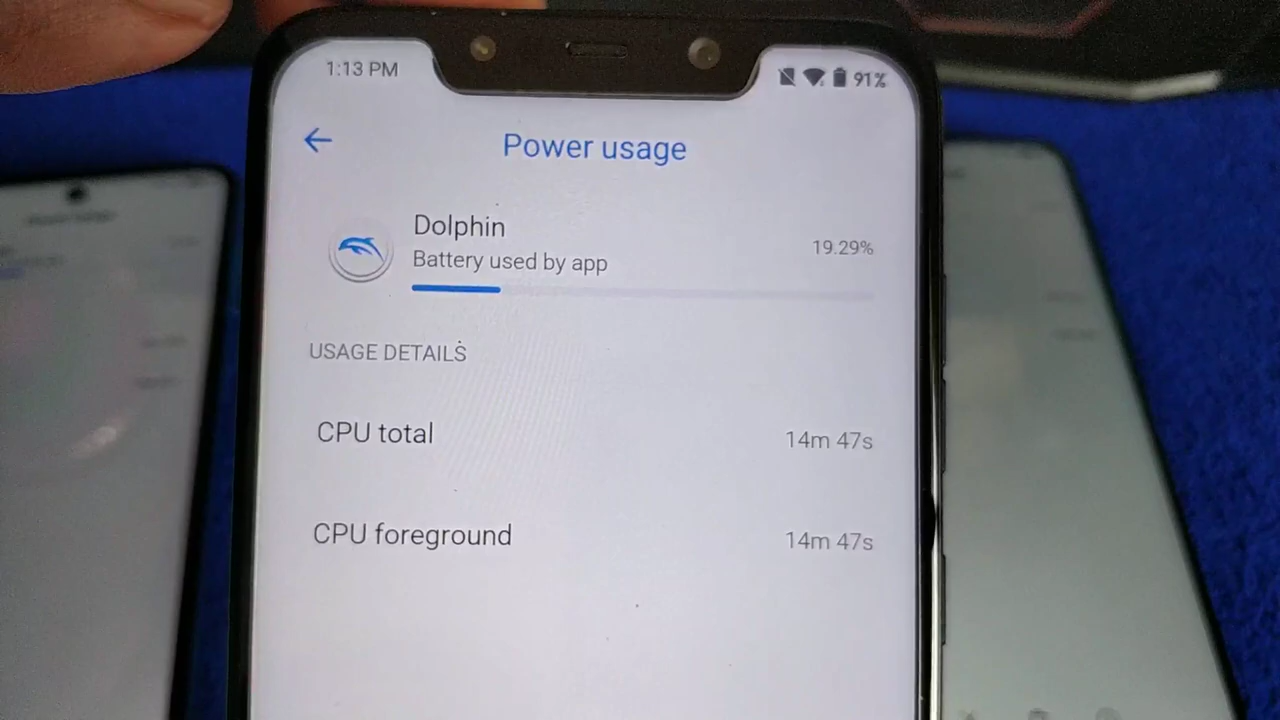 1:13 PM
91%
Power usage
Dolphin
19.29%
Battery used by app
USAGE DETAILS
CPU total
14m 47s
CPU foreground
14m 47s